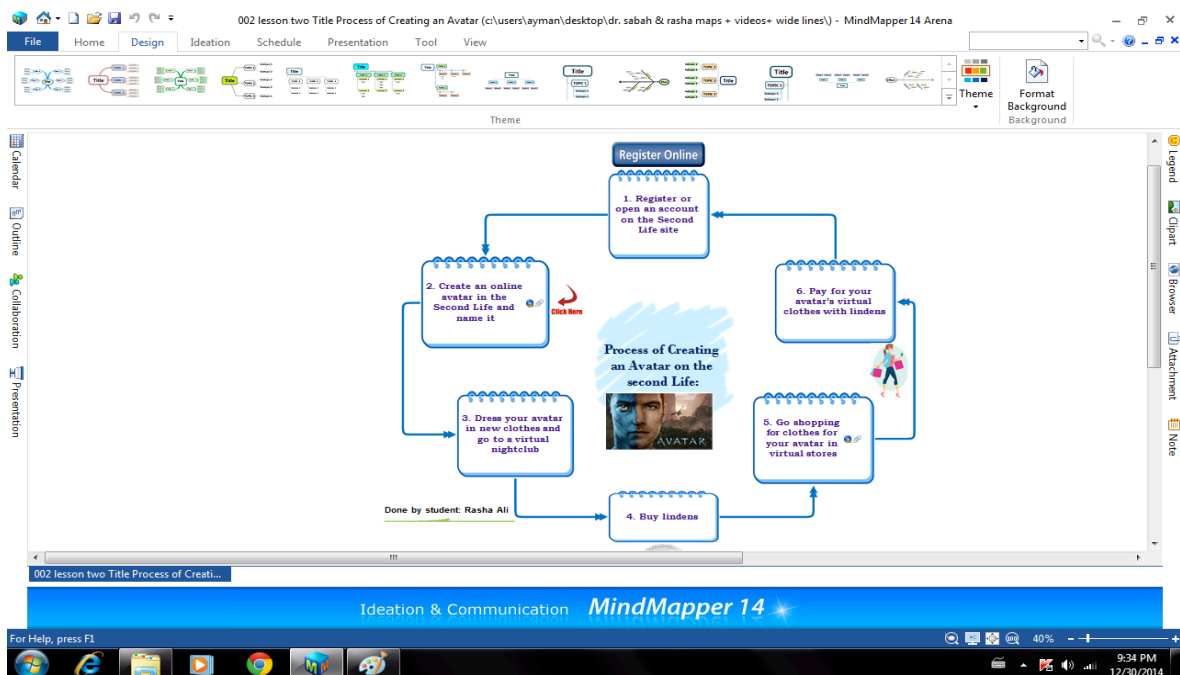 002 lesson two Title Process of Creating an Avatar (c:\users\ayman\desktop\dr. sabah & rasha maps + videos+ wide lines\) - MindMapper 14 Arena
File Home Design Ideation Schedule Presentation Tool View
Theme
Format
Background
Theme
Background
Calendar
Outline
Collaboration
Presentation
Legend
Clipart
Browser
Attachment
Note
Register Online
1. Register or
open an account
on the Second
Life site
2. Create an online
avatar in the
Second Life and
name it
Click Here
6. Pay for your
avatar's virtual
clothes with lindens
Process of Creating
an Avatar on the
second Life:
AVATAR
3. Dress your avatar
in new clothes and
go to a virtual
nightclub
5. Go shopping
for clothes for
your avatar in
virtual stores
Done by student: Rasha Ali
4. Buy lindens
002 lesson two Title Process of Creati...
Ideation & Communication MindMapper 14
For Help, press F1
40%
9:34 PM
12/30/2014